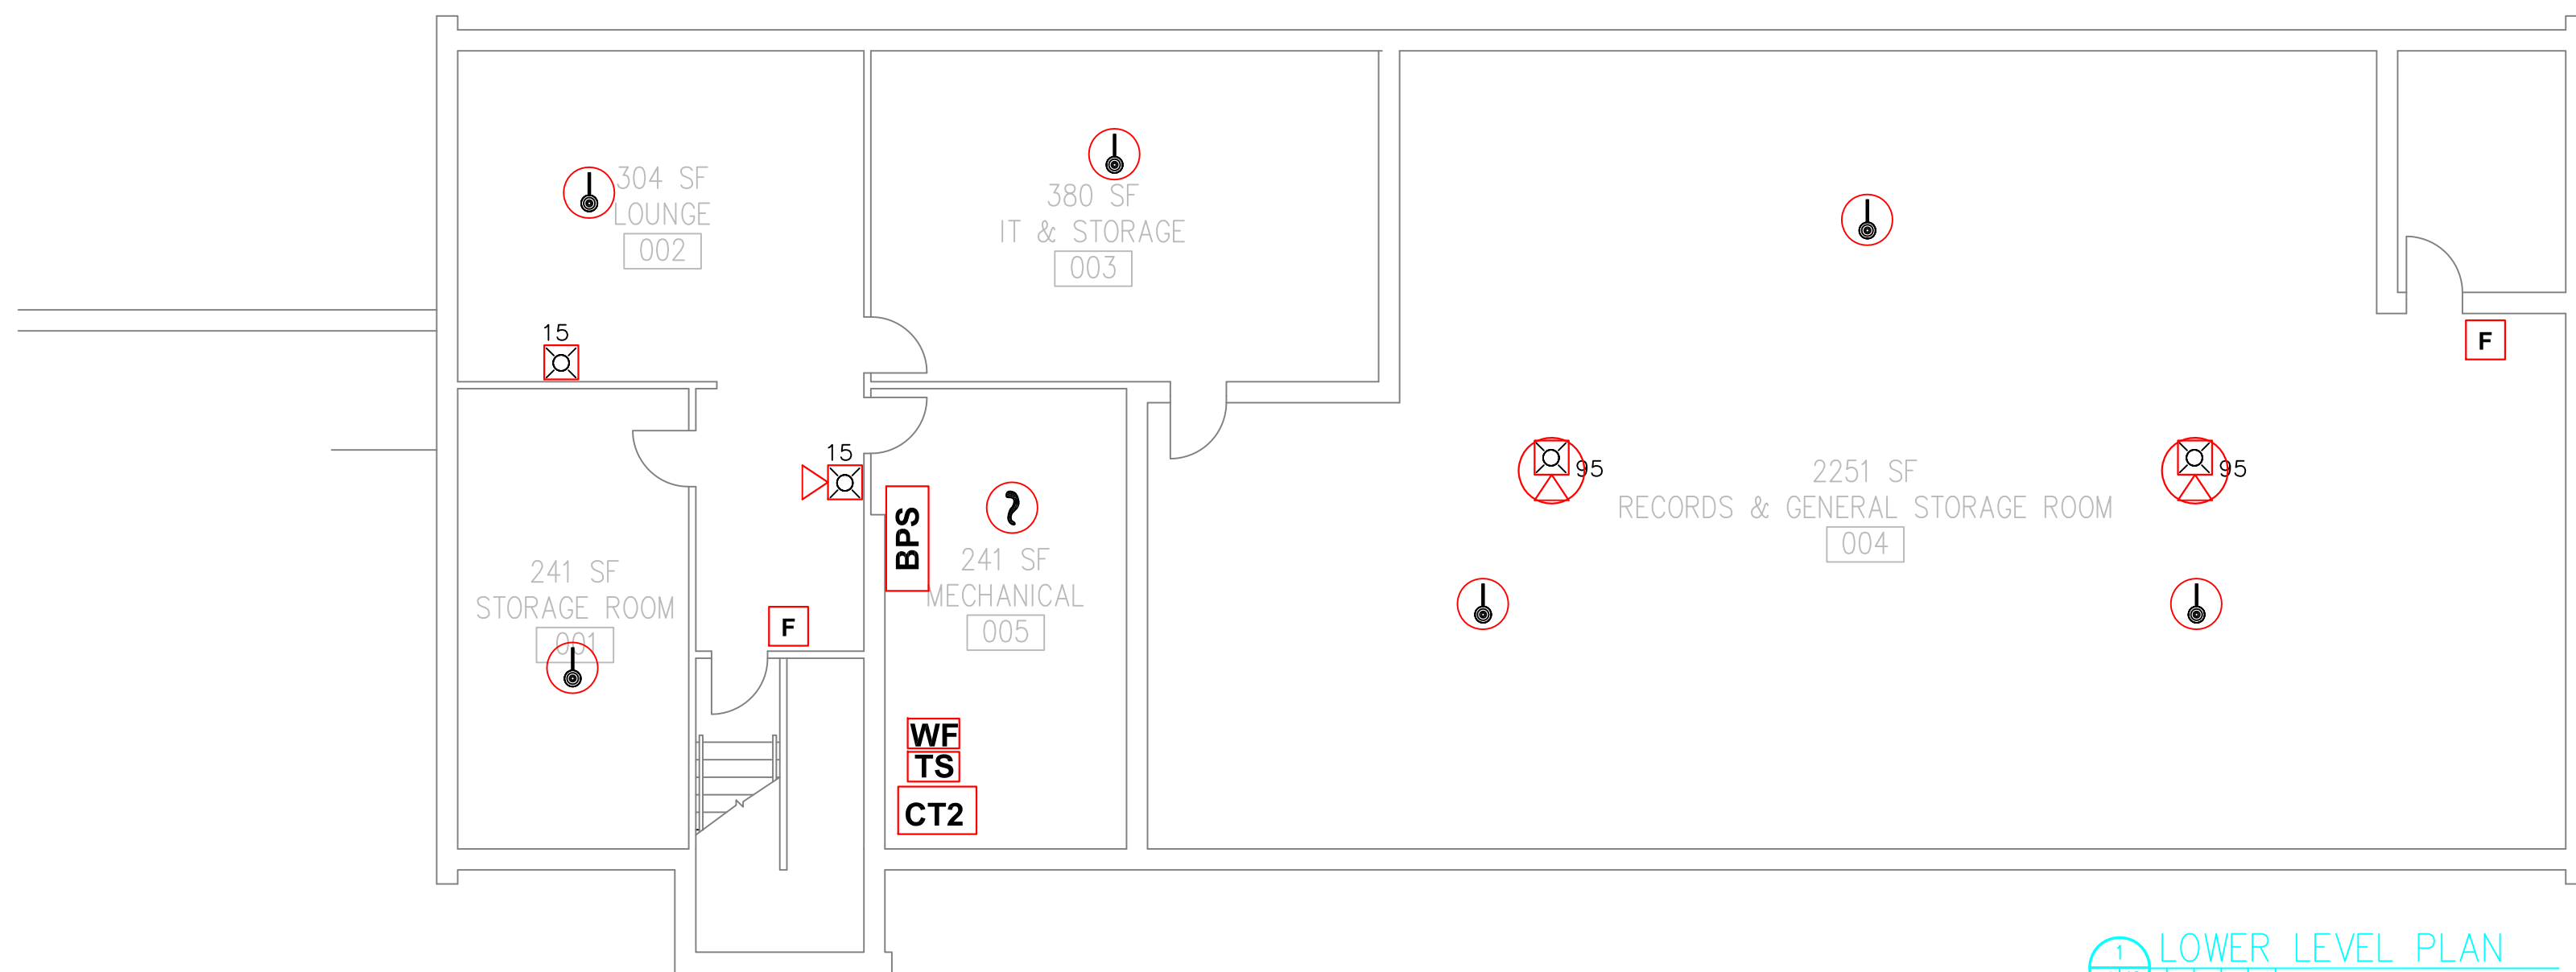 304 SF
LOUNGE
002
380 SF
IT & STORAGE
003
15
F
15
95
95
2251 SF
RECORDS & GENERAL STORAGE ROOM
004
BPS
241 SF
MECHANICAL
005
241 SF
STORAGE ROOM
001
F
WF
TS
CT2
1
LOWER LEVEL PLAN